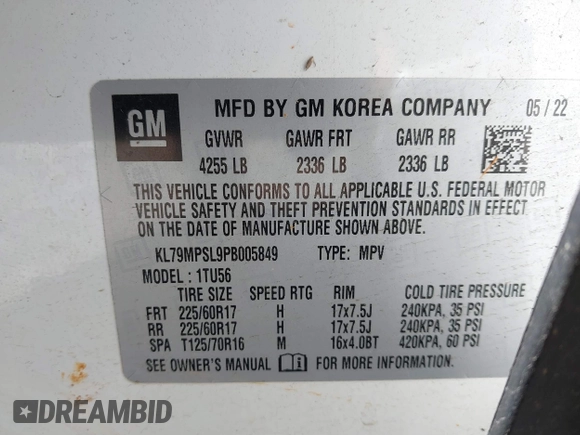 GM
MFD BY GM KOREA COMPANY 05/22
GVWR GAWR FRT GAWR RR
4255 LB 2336 LB 2336 LB
THIS VEHICLE CONFORMS TO ALL APPLICABLE U.S. FEDERAL MOTOR
VEHICLE SAFETY AND THEFT PREVENTION STANDARDS IN EFFECT
ON THE DATE OF MANUFACTURE SHOWN ABOVE.
KL79MPSL9PB005849 TYPE: MPV
MODEL: 1TU56
TIRE SIZE SPEED RTG RIM COLD TIRE PRESSURE
FRT 225/60R17 H 17x7.5J 240KPA, 35 PSI
RR 225/60R17 H 17x7.5J 240KPA, 35 PSI
SPA T125/70R16 M 16x4.0BT 420KPA, 60 PSI
SEE OWNER'S MANUAL FOR MORE INFORMATION.
DREAMBID